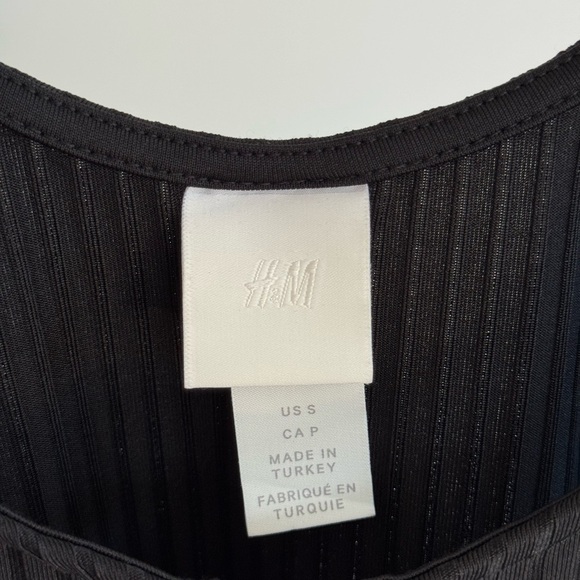 H&M
US S
CA P
MADE IN
TURKEY
FABRIQUÉ EN
TURQUIE